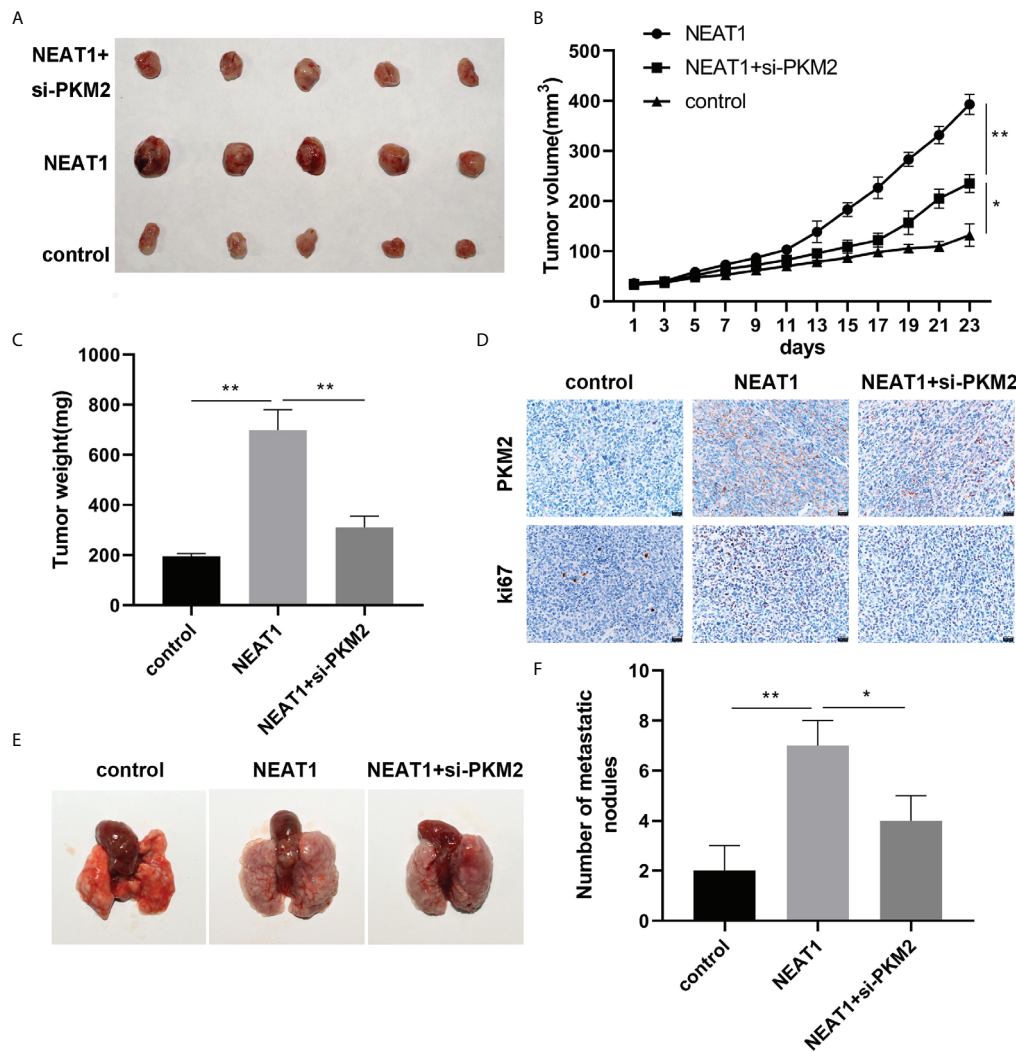 A
NEAT1+
si-PKM2
NEAT1
control
B
NEAT1
NEAT1+si-PKM2
control
Tumor volume(mm³)
500
400
300
200
100
0
**
*
1 3 5 7 9 11 13 15 17 19 21 23
days
C
Tumor weight(mg)
1000
800
600
400
200
0
** **
control
NEAT1
NEAT1+si-PKM2
D
control NEAT1 NEAT1+si-PKM2
PKM2
ki67
E
control NEAT1 NEAT1+si-PKM2
F
Number of metastatic
nodules
10
8
6
4
2
0
** *
control
NEAT1
NEAT1+si-PKM2